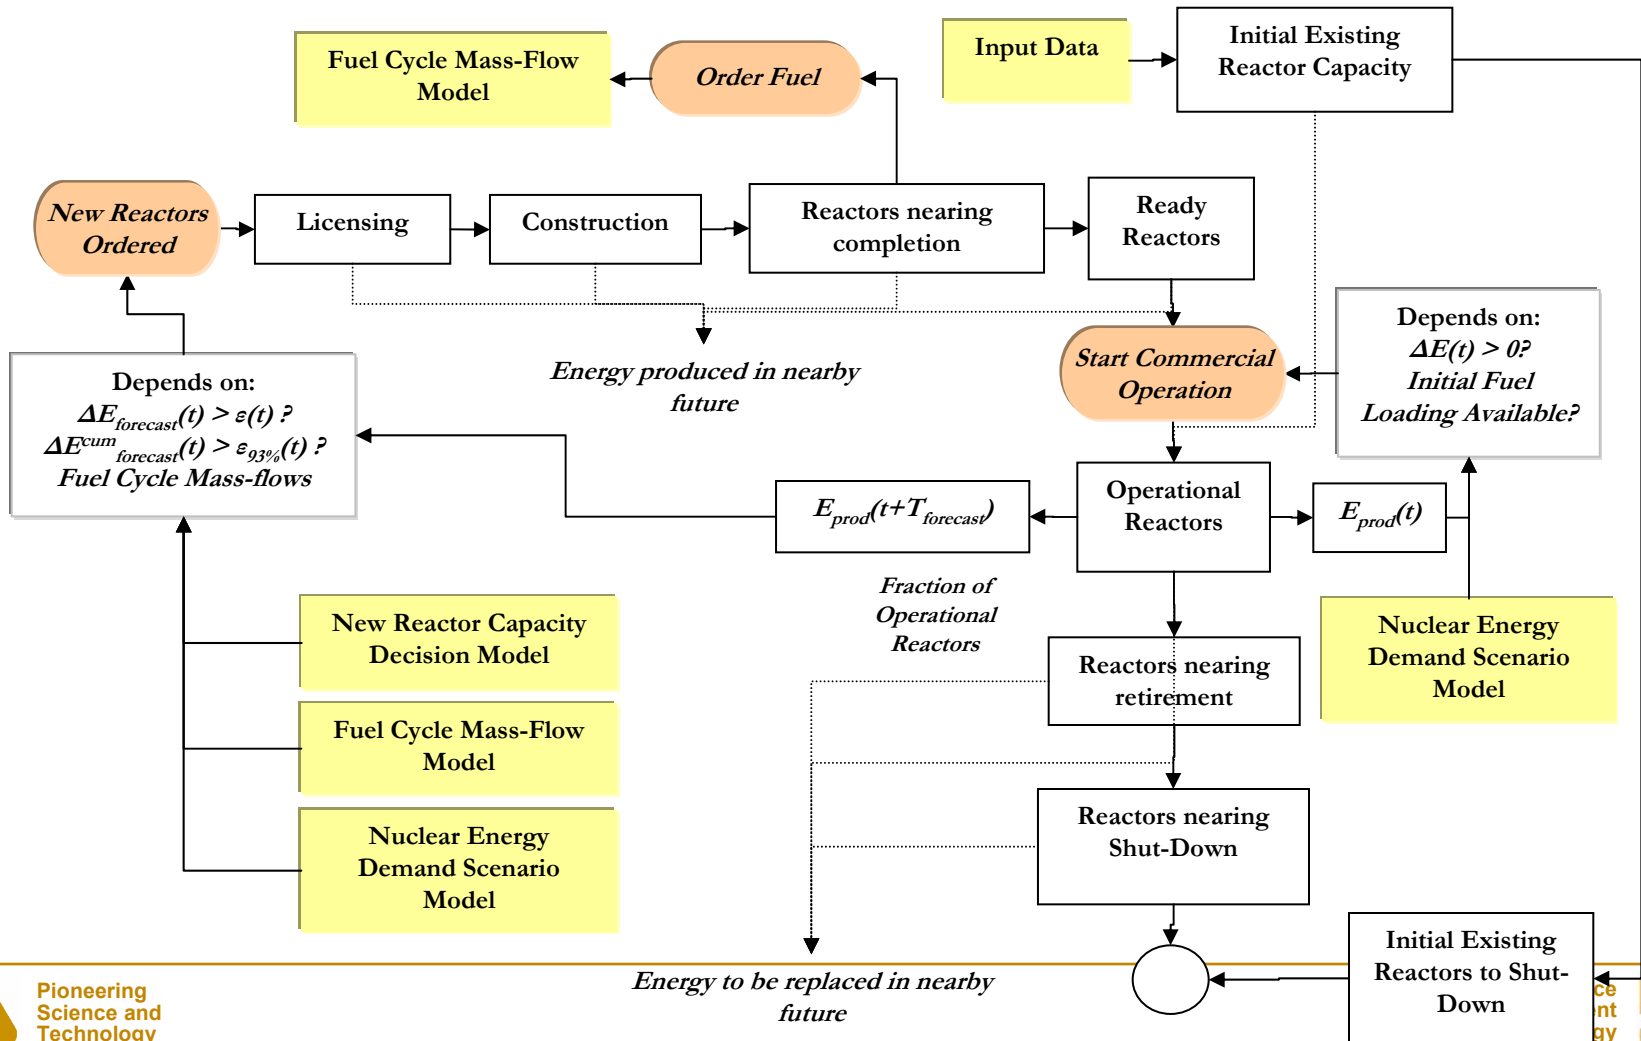 Fuel Cycle Mass-Flow
Model
Order Fuel
Input Data
Initial Existing
Reactor Capacity
New Reactors
Ordered
Licensing
Construction
Reactors nearing
completion
Ready
Reactors
Depends on:
ΔE(t) > 0?
Initial Fuel
Loading Available?
Start Commercial
Operation
Energy produced in nearby
future
Depends on:
ΔEforecast(t) > ε(t) ?
ΔEcumforecast(t) > ε93%(t) ?
Fuel Cycle Mass-flows
Eprod(t+Tforecast)
Operational
Reactors
Eprod(t)
Fraction of
Operational
Reactors
New Reactor Capacity
Decision Model
Fuel Cycle Mass-Flow
Model
Nuclear Energy
Demand Scenario
Model
Reactors nearing
retirement
Nuclear Energy
Demand Scenario
Model
Reactors nearing
Shut-Down
Initial Existing
Reactors to Shut-
Down
Energy to be replaced in nearby
future
Pioneering
Science and
Technology
ce
nt
gy